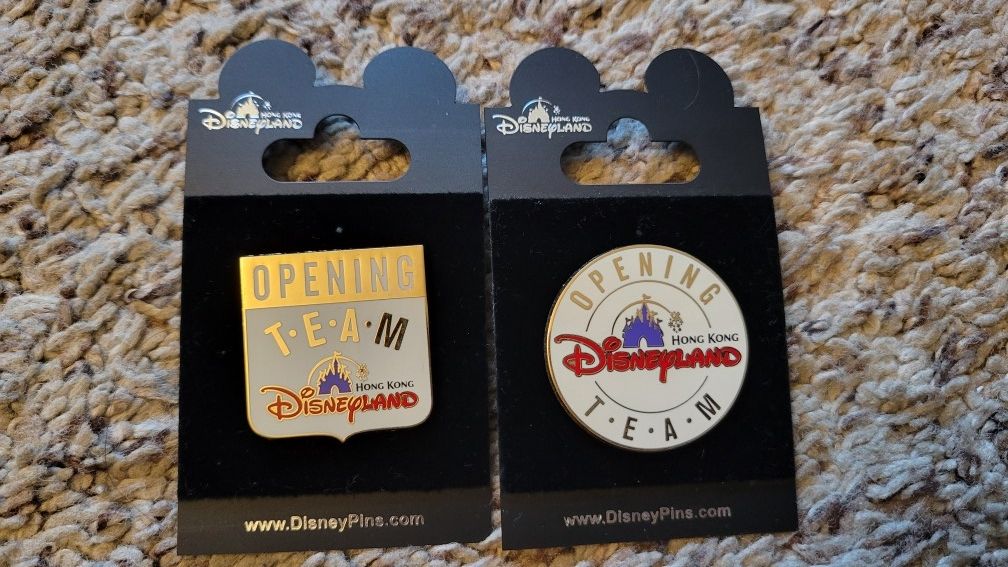 HONG KONG
DISNEYLAND
OPENING
T·E·A·M
HONG KONG
DISNEYLAND
www.DisneyPins.com
HONG KONG
DISNEYLAND
OPENING
HONG KONG
DISNEYLAND
T·E·A·M
www.DisneyPins.com